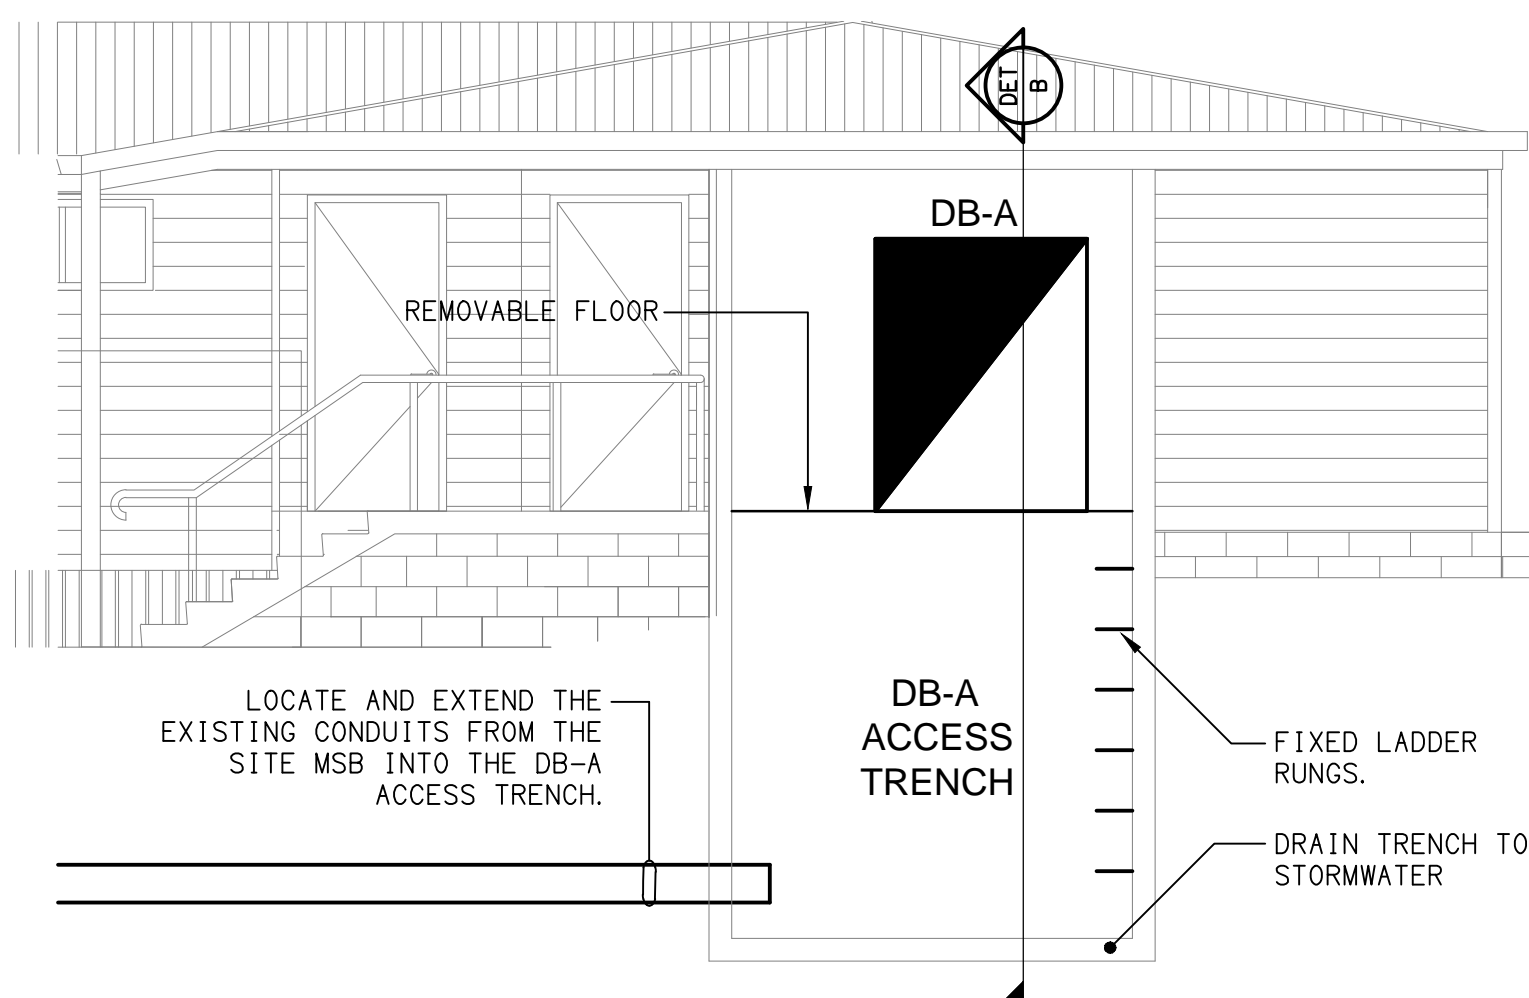 DET
B
DB-A
REMOVABLE FLOOR
DB-A
ACCESS
TRENCH
LOCATE AND EXTEND THE
EXISTING CONDUITS FROM THE
SITE MSB INTO THE DB-A
ACCESS TRENCH.
FIXED LADDER
RUNGS.
DRAIN TRENCH TO
STORMWATER